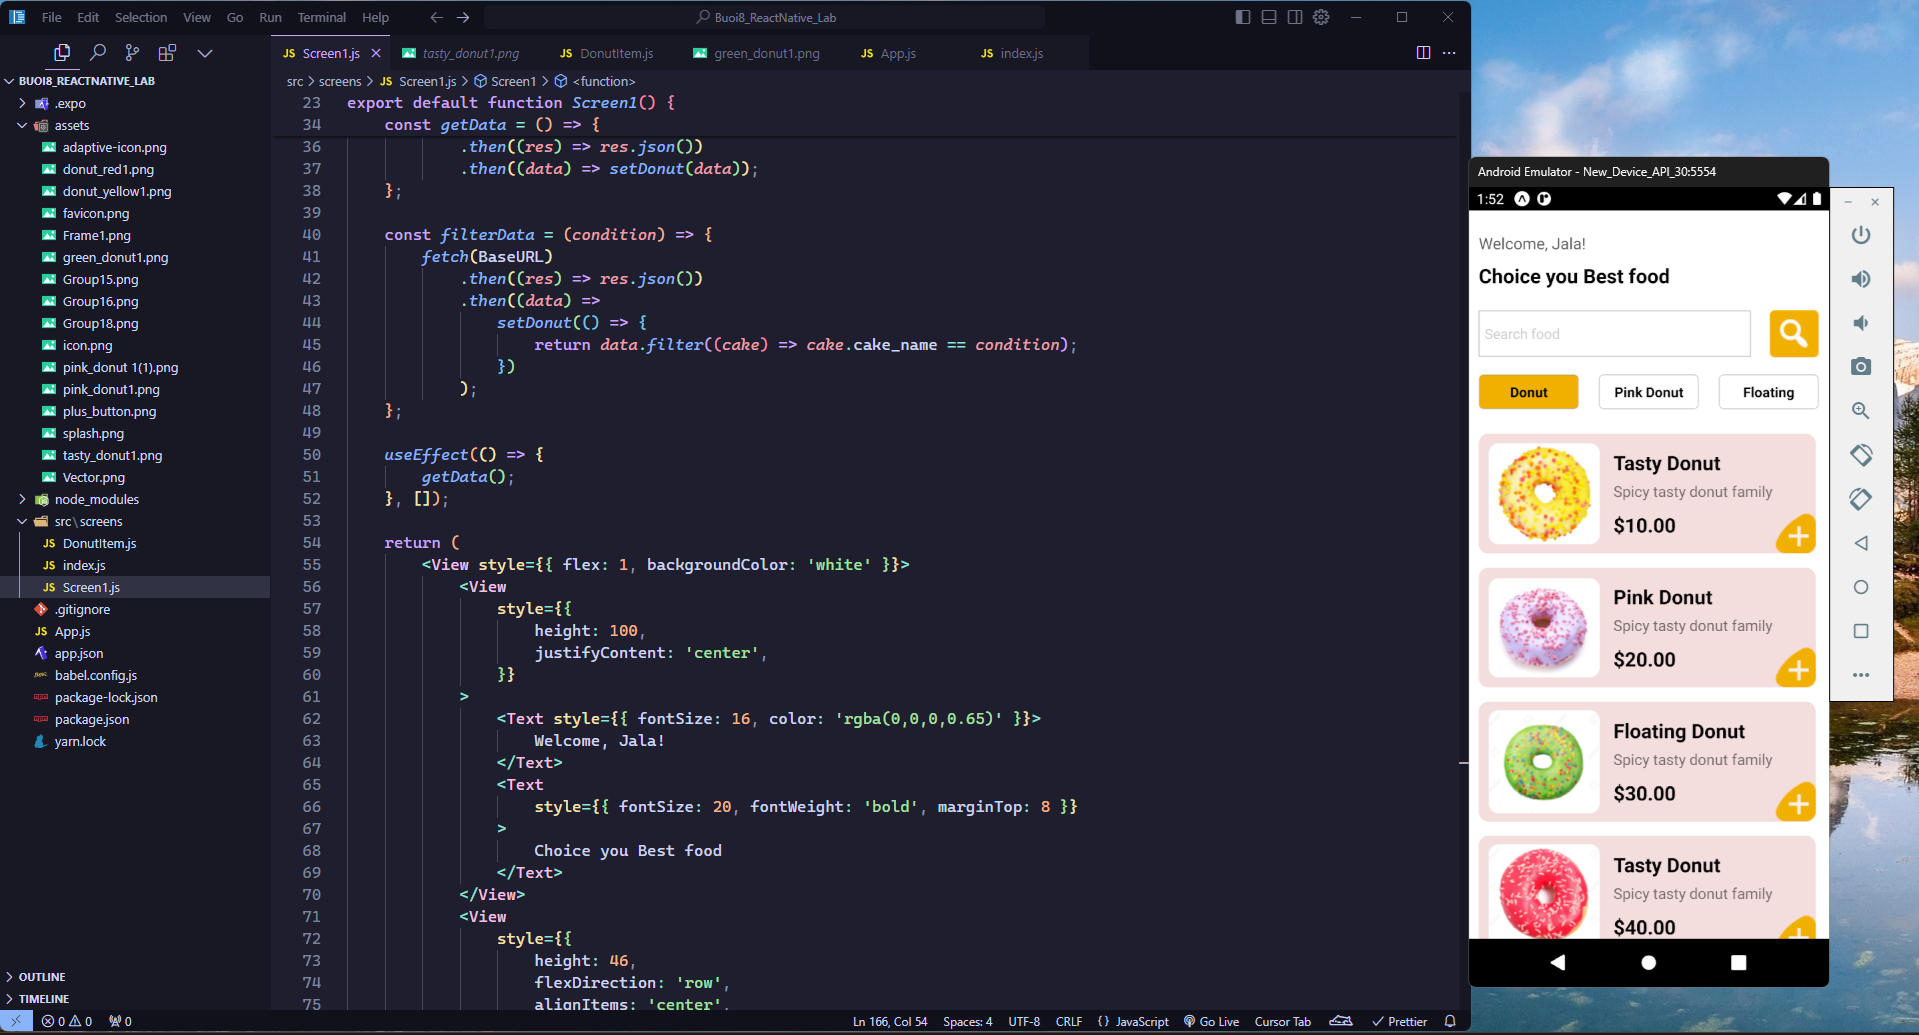 File Edit Selection View Go Run Terminal Help
Buoi8_ReactNative_Lab
BUOI8_REACTNATIVE_LAB
.expo
assets
adaptive-icon.png
donut_red1.png
donut_yellow1.png
favicon.png
Frame1.png
green_donut1.png
Group15.png
Group16.png
Group18.png
icon.png
pink_donut 1(1).png
pink_donut1.png
plus_button.png
splash.png
tasty_donut1.png
Vector.png
node_modules
src\screens
JS DonutItem.js
JS index.js
JS Screen1.js
.gitignore
JS App.js
app.json
babel.config.js
package-lock.json
package.json
yarn.lock
OUTLINE
TIMELINE
JS Screen1.js tasty_donut1.png JS DonutItem.js green_donut1.png JS App.js JS index.js
src > screens > JS Screen1.js > Screen1 > <function>
23 export default function Screen1() {
34 const getData = () => {
36 .then((res) => res.json())
37 .then((data) => setDonut(data));
38 };
39
40 const filterData = (condition) => {
41 fetch(BaseURL)
42 .then((res) => res.json())
43 .then((data) =>
44 setDonut(() => {
45 return data.filter((cake) => cake.cake_name == condition);
46 })
47 );
48 };
49
50 useEffect(() => {
51 getData();
52 }, []);
53
54 return (
55 <View style={{ flex: 1, backgroundColor: 'white' }}>
56 <View
57 style={{
58 height: 100,
59 justifyContent: 'center',
60 }}
61 >
62 <Text style={{ fontSize: 16, color: 'rgba(0,0,0,0.65)' }}>
63 Welcome, Jala!
64 </Text>
65 <Text
66 style={{ fontSize: 20, fontWeight: 'bold', marginTop: 8 }}
67 >
68 Choice you Best food
69 </Text>
70 </View>
71 <View
72 style={{
73 height: 46,
74 flexDirection: 'row',
75 alignItems: 'center',
0 0 0 Ln 166, Col 54 Spaces: 4 UTF-8 CRLF {} JavaScript Go Live Cursor Tab Prettier
Android Emulator - New_Device_API_30:5554
1:52
Welcome, Jala!
Choice you Best food
Search food
Donut Pink Donut Floating
Tasty Donut
Spicy tasty donut family
$10.00
Pink Donut
Spicy tasty donut family
$20.00
Floating Donut
Spicy tasty donut family
$30.00
Tasty Donut
Spicy tasty donut family
$40.00